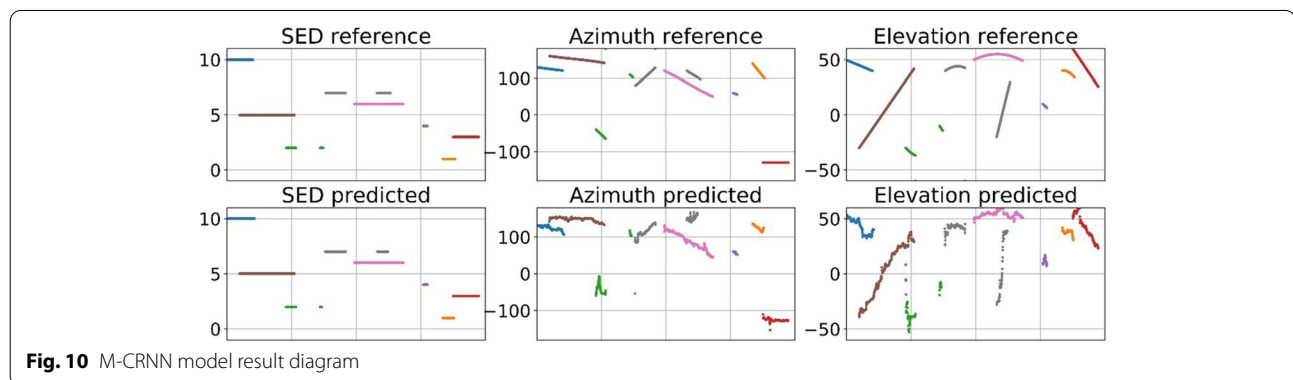 SED reference
Azimuth reference
Elevation reference
10
5
0
100
0
−100
50
0
−50
SED predicted
Azimuth predicted
Elevation predicted
10
5
0
100
0
−100
50
0
−50
Fig. 10 M-CRNN model result diagram